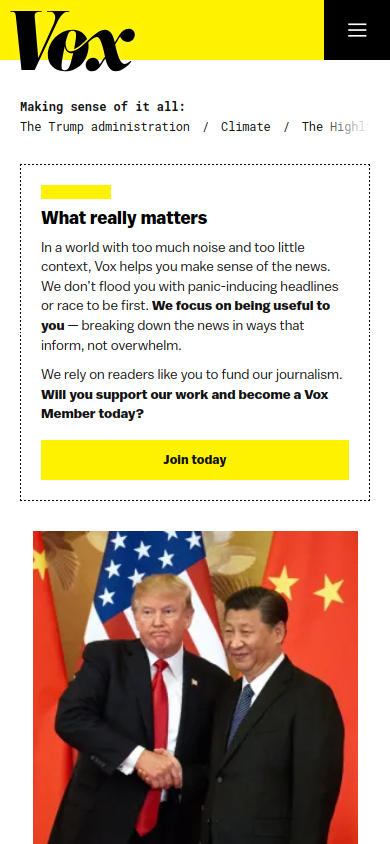 Vox
Making sense of it all:
The Trump administration / Climate / The Highl
What really matters
In a world with too much noise and too little
context, Vox helps you make sense of the news.
We don't flood you with panic-inducing headlines
or race to be first. We focus on being useful to
you — breaking down the news in ways that
inform, not overwhelm.
We rely on readers like you to fund our journalism.
Will you support our work and become a Vox
Member today?
Join today